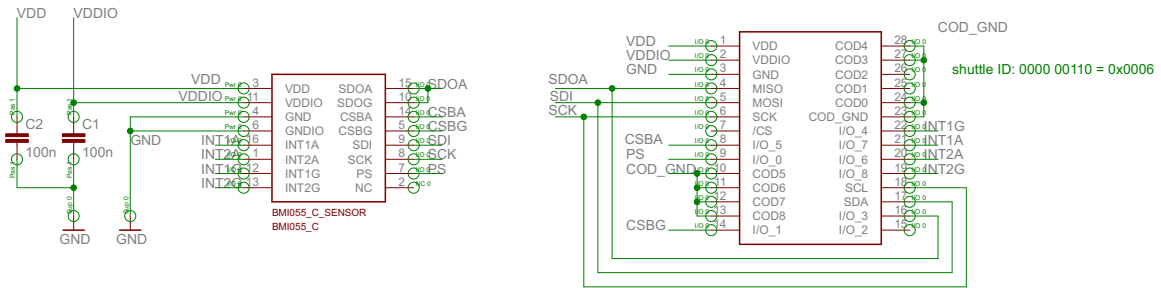 VDD
VDDIO
C2
100n
C1
100n
GND
GND
GND
VDD
VDDIO
INT1A
INT2A
INT1G
INT2G
3
11
4
6
16
1
12
13
VDD
VDDIO
GND
GNDIO
INT1A
INT2A
INT1G
INT2G
SDOA
SDOG
CSBA
CSBG
SDI
SCK
PS
NC
15
10
14
5
9
8
7
2
SDOA
CSBA
CSBG
SDI
SCK
PS
BMI055_C_SENSOR
BMI055_C
SDOA
SDI
SCK
VDD
VDDIO
GND
CSBA
PS
COD_GND
CSBG
1
2
3
4
5
6
7
8
9
10
11
12
13
14
VDD
VDDIO
GND
MISO
MOSI
SCK
/CS
I/O_5
I/O_0
COD5
COD6
COD7
COD8
I/O_1
COD4
COD3
COD2
COD1
COD0
COD_GND
I/O_4
I/O_7
I/O_6
I/O_8
SCL
SDA
I/O_3
I/O_2
28
27
26
25
24
23
22
21
20
19
18
17
16
15
INT1G
INT1A
INT2A
INT2G
COD_GND
shuttle ID: 0000 00110 = 0x0006